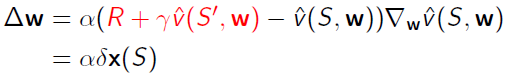 Δ𝐰 = α(R + γv̂(S′, 𝐰) − v̂(S, 𝐰))∇_𝐰 v̂(S, 𝐰)
= αδ𝐱(S)